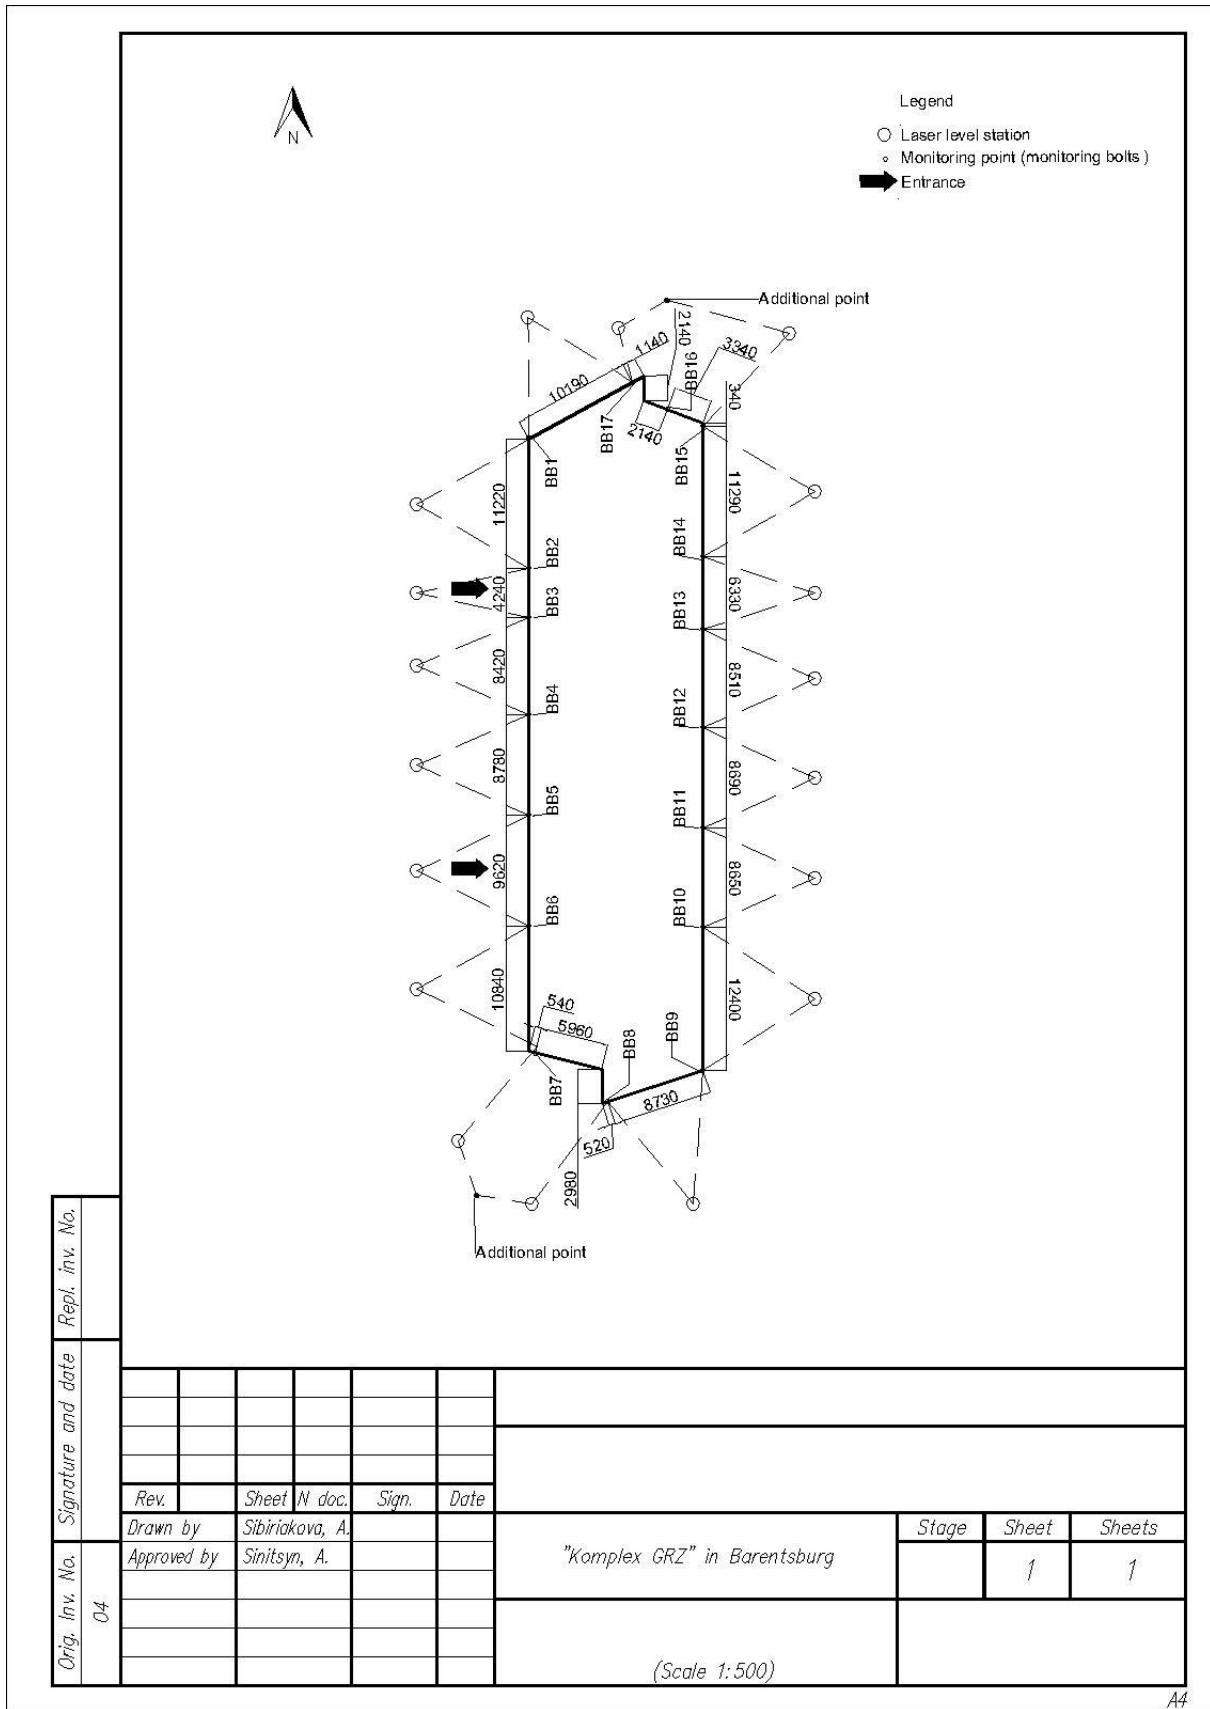 Legend
Laser level station
Monitoring point (monitoring bolts )
Entrance
N
Additional point
2140
1140
3340
BB16
10190
340
BB17
2140
BB1
BB15
11220
11290
BB2
BB14
4240
6330
BB3
BB13
8420
8510
BB4
BB12
8780
8690
BB5
BB11
9620
8650
BB6
BB10
10840
12400
540
5960
BB8
BB9
BB7
8730
520
2980
Additional point
Repl. inv. No.
Signature and date
Orig. Inv. No.
04
Rev.
Sheet
N doc.
Sign.
Date
Drawn by
Sibiriakova, A.
Approved by
Sinitsyn, A.
"Komplex GRZ" in Barentsburg
Stage
Sheet
Sheets
1
1
(Scale 1:500)
A4